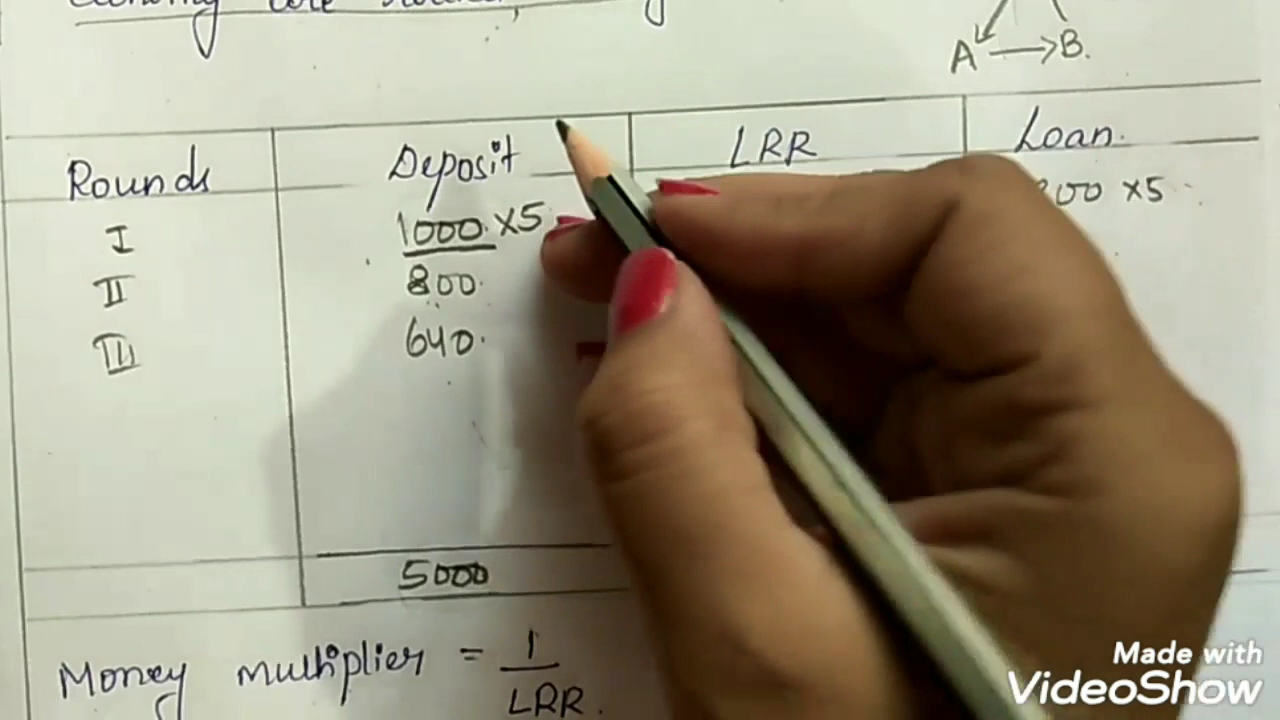 A → B.
Rounds Deposit LRR Loan.
I 1000 x5 00 x5
II 800
III 640.
5000
Money multiplier = 1
LRR.
Made with
VideoShow